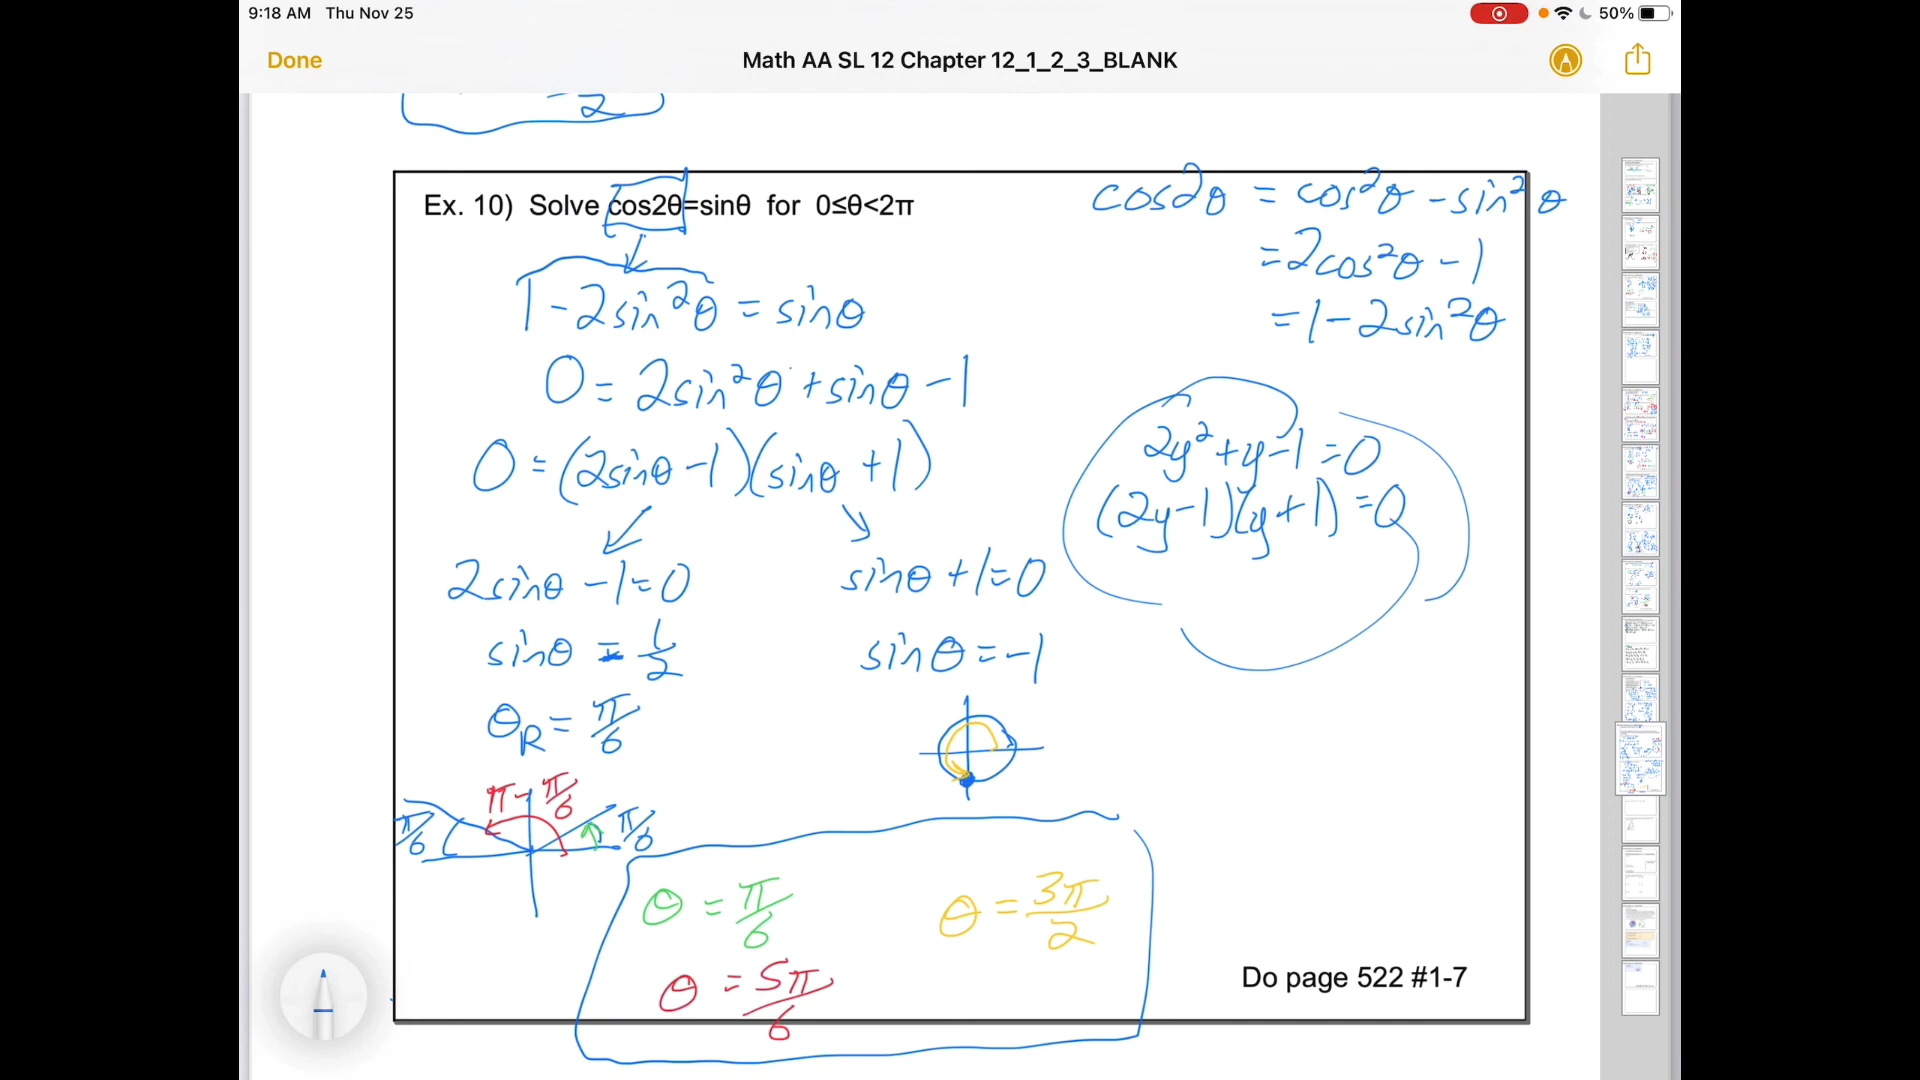 9:18 AM Thu Nov 25
50%
Done
Math AA SL 12 Chapter 12_1_2_3_BLANK
2
Ex. 10) Solve cos2θ=sinθ for 0≤θ<2π
cos2θ = cos²θ - sin²θ
= 2cos²θ - 1
= 1 - 2sin²θ
1 - 2sin²θ = sinθ
0 = 2sin²θ + sinθ - 1
0 = (2sinθ - 1)(sinθ + 1)
2y² + y - 1 = 0
(2y - 1)(y + 1) = 0
2sinθ - 1 = 0
sinθ = 1/2
θR = π/6
sinθ + 1 = 0
sinθ = -1
π - π/6
π/6
π/6
θ = π/6
θ = 5π/6
θ = 3π/2
Do page 522 #1-7